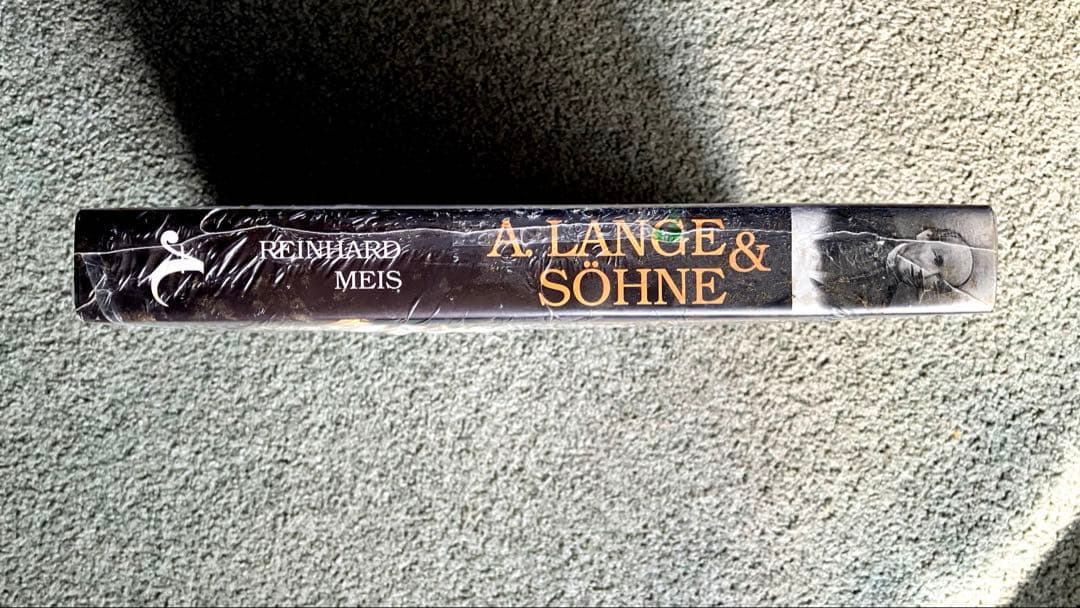 REINHARD
MEIS
A. LANGE &
SÖHNE